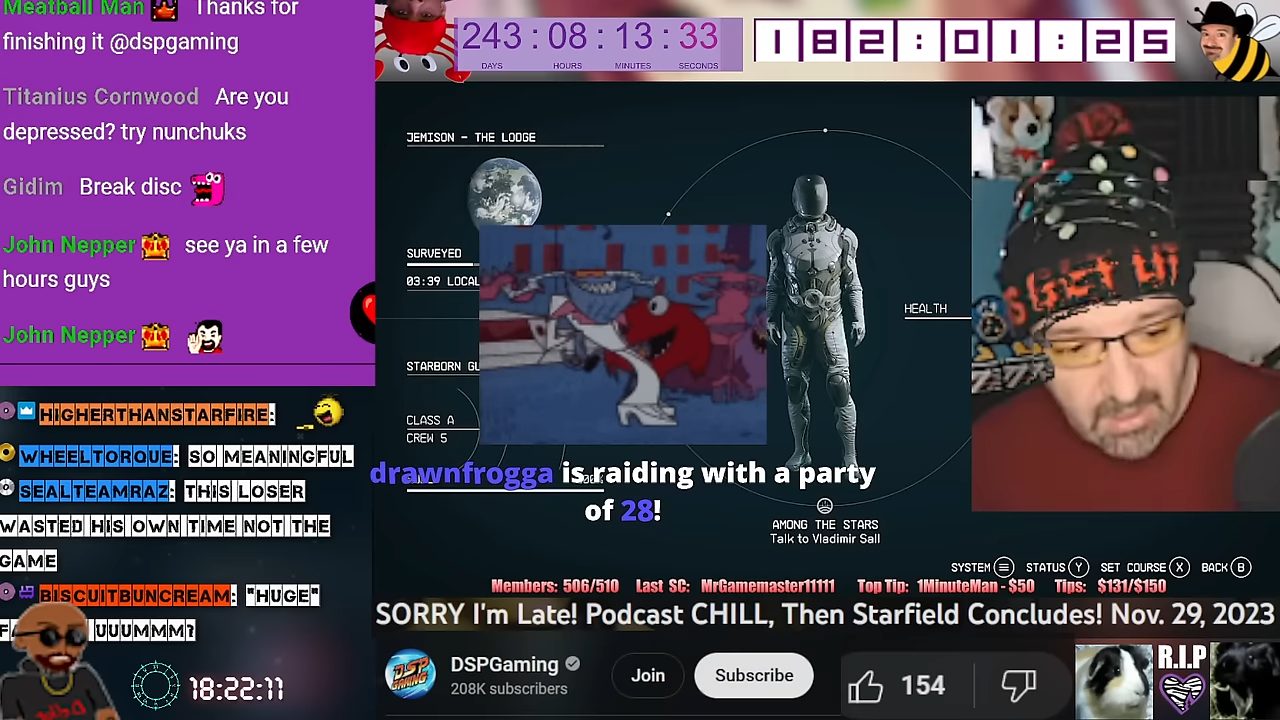 Meatball Man Thanks for
finishing it @dspgaming
Titanius Cornwood Are you
depressed? try nunchuks
Gidim Break disc
John Nepper see ya in a few
hours guys
John Nepper
243 : 08 : 13 : 33
DAYS HOURS MINUTES SECONDS
182:01:25
JEMISON - THE LODGE
SURVEYED
03:39 LOCAL
STARBORN GU
CLASS A
CREW 5
HEALTH
drawnfrogga is raiding with a party
of 28!
AMONG THE STARS
Talk to Vladimir Sall
SYSTEM STATUS Y SET COURSE X BACK B
GET LIT
HIGHERTHANSTARFIRE:
WHEELTORQUE: SO MEANINGFUL
SEALTEAMRAZ: THIS LOSER
WASTED HIS OWN TIME NOT THE
GAME
BISCUITBUNCREAM: "HUGE"
UUUMMM?
18:22:11
Members: 506/510 Last SC: MrGamemaster11111 Top Tip: 1MinuteMan - $50 Tips: $131/$150
SORRY I'm Late! Podcast CHILL, Then Starfield Concludes! Nov. 29, 2023
DSP GAMING
DSPGaming
208K subscribers
Join
Subscribe
154
R.I.P